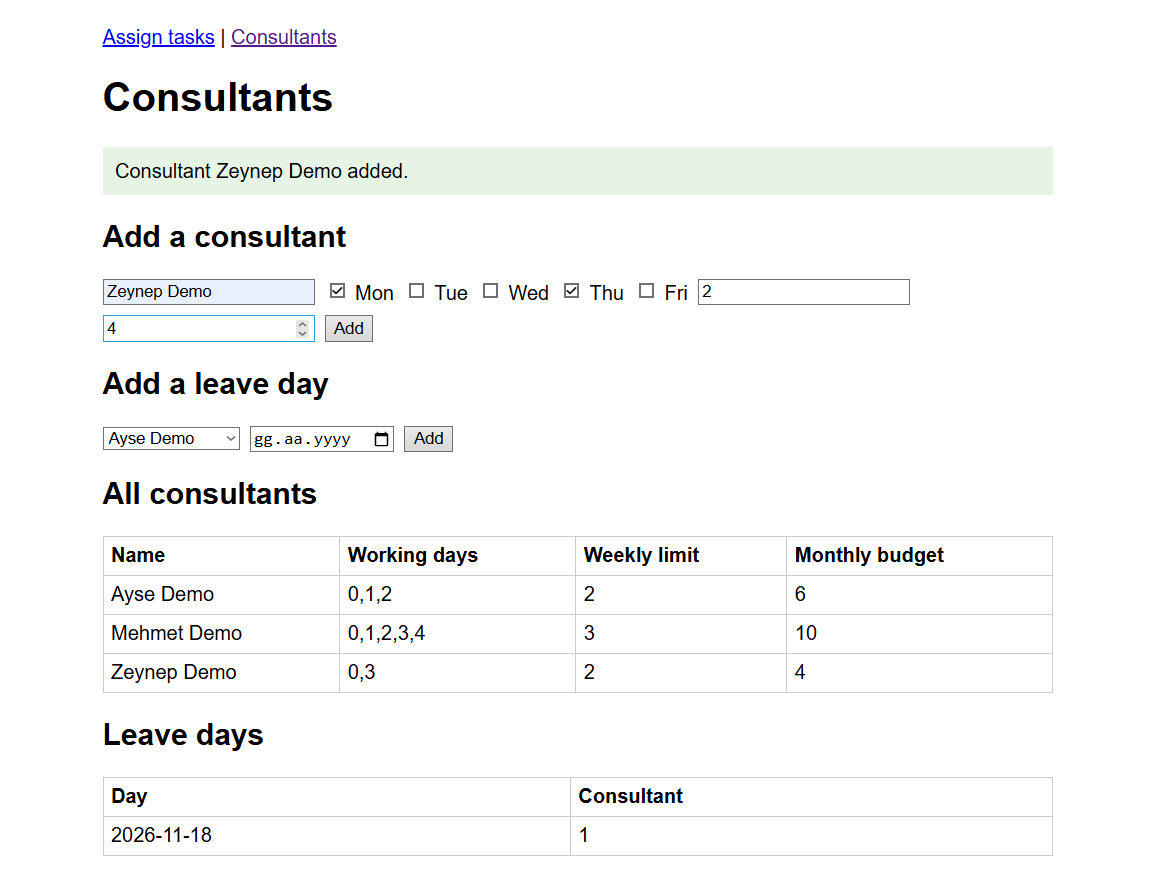 Assign tasks | Consultants
Consultants
Consultant Zeynep Demo added.
Add a consultant
Zeynep Demo Mon Tue Wed Thu Fri 2
4 Add
Add a leave day
Ayse Demo gg.aa.yyyy Add
All consultants
Name Working days Weekly limit Monthly budget
Ayse Demo 0,1,2 2 6
Mehmet Demo 0,1,2,3,4 3 10
Zeynep Demo 0,3 2 4
Leave days
Day Consultant
2026-11-18 1